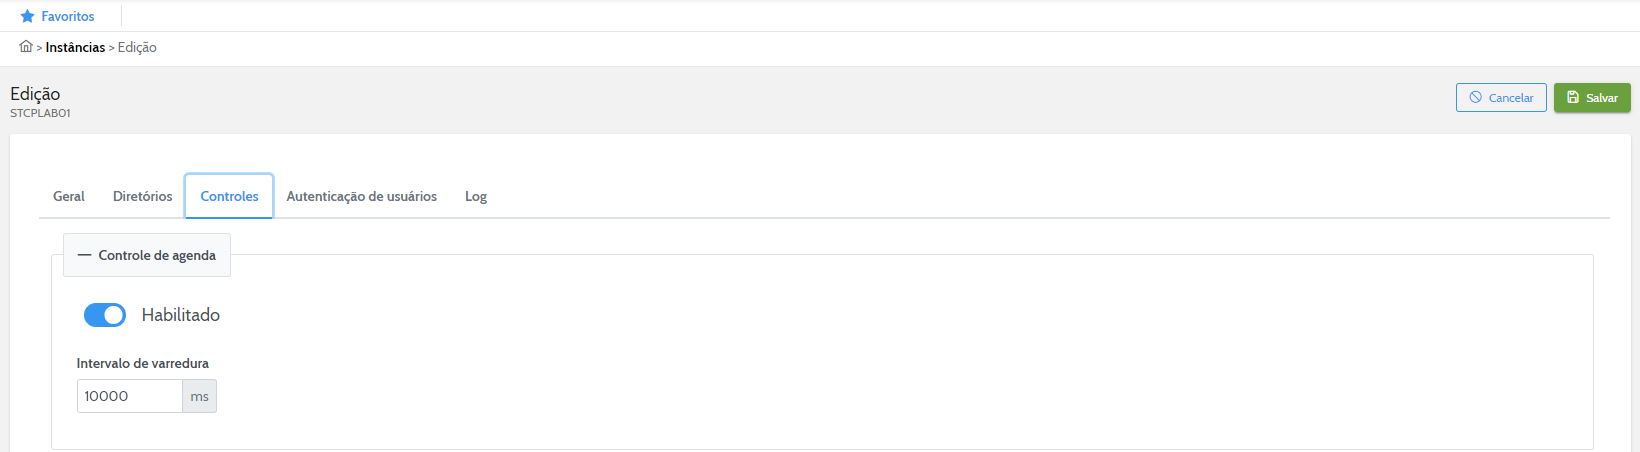 Favoritos
> Instâncias > Edição
Edição
STCPLAB01
Cancelar
Salvar
Geral Diretórios Controles Autenticação de usuários Log
— Controle de agenda
Habilitado
Intervalo de varredura
10000 ms